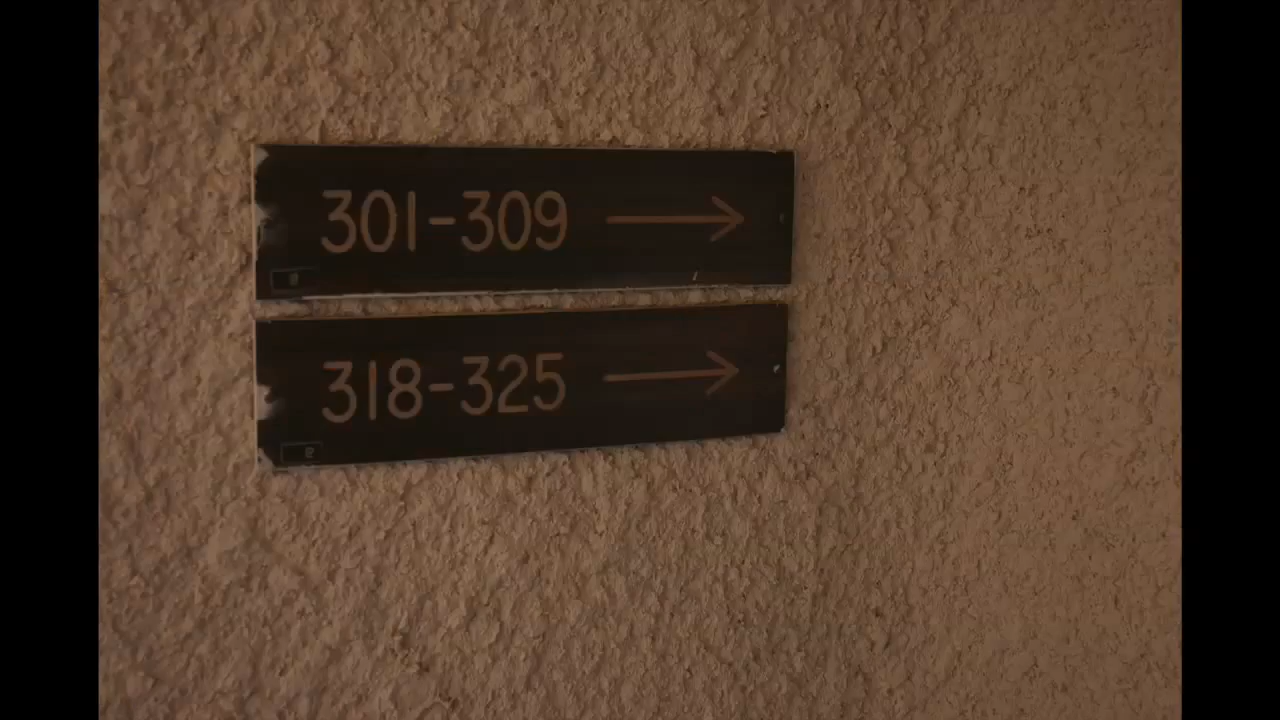 301-309 →
318-325 →